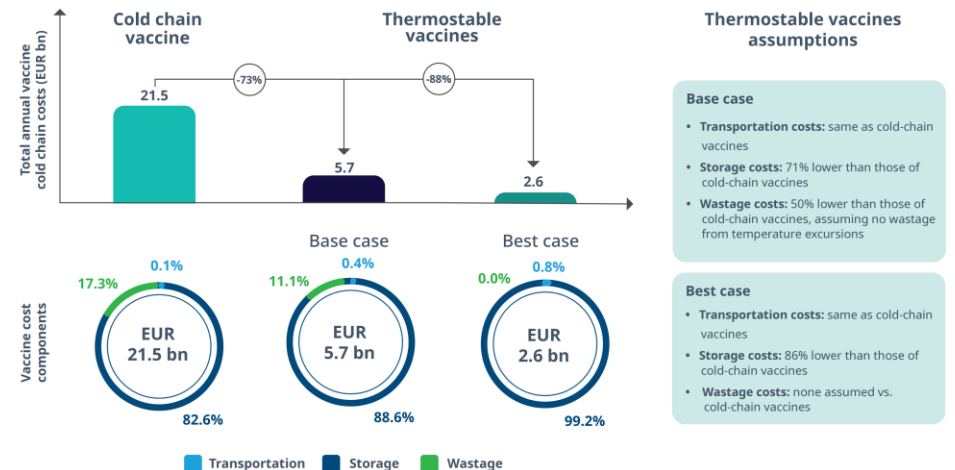 Cold chain
vaccine
Thermostable
vaccines
Total annual vaccine
cold chain costs (EUR bn)
-73%
-88%
21.5
5.7
2.6
Base case
Best case
Vaccine cost
components
17.3%
0.1%
EUR
21.5 bn
82.6%
11.1%
0.4%
EUR
5.7 bn
88.6%
0.0%
0.8%
EUR
2.6 bn
99.2%
Transportation
Storage
Wastage
Thermostable vaccines
assumptions
Base case
• Transportation costs: same as cold-chain
vaccines
• Storage costs: 71% lower than those of
cold-chain vaccines
• Wastage costs: 50% lower than those of
cold-chain vaccines, assuming no wastage
from temperature excursions
Best case
• Transportation costs: same as cold-chain
vaccines
• Storage costs: 86% lower than those of
cold-chain vaccines
• Wastage costs: none assumed vs.
cold-chain vaccines